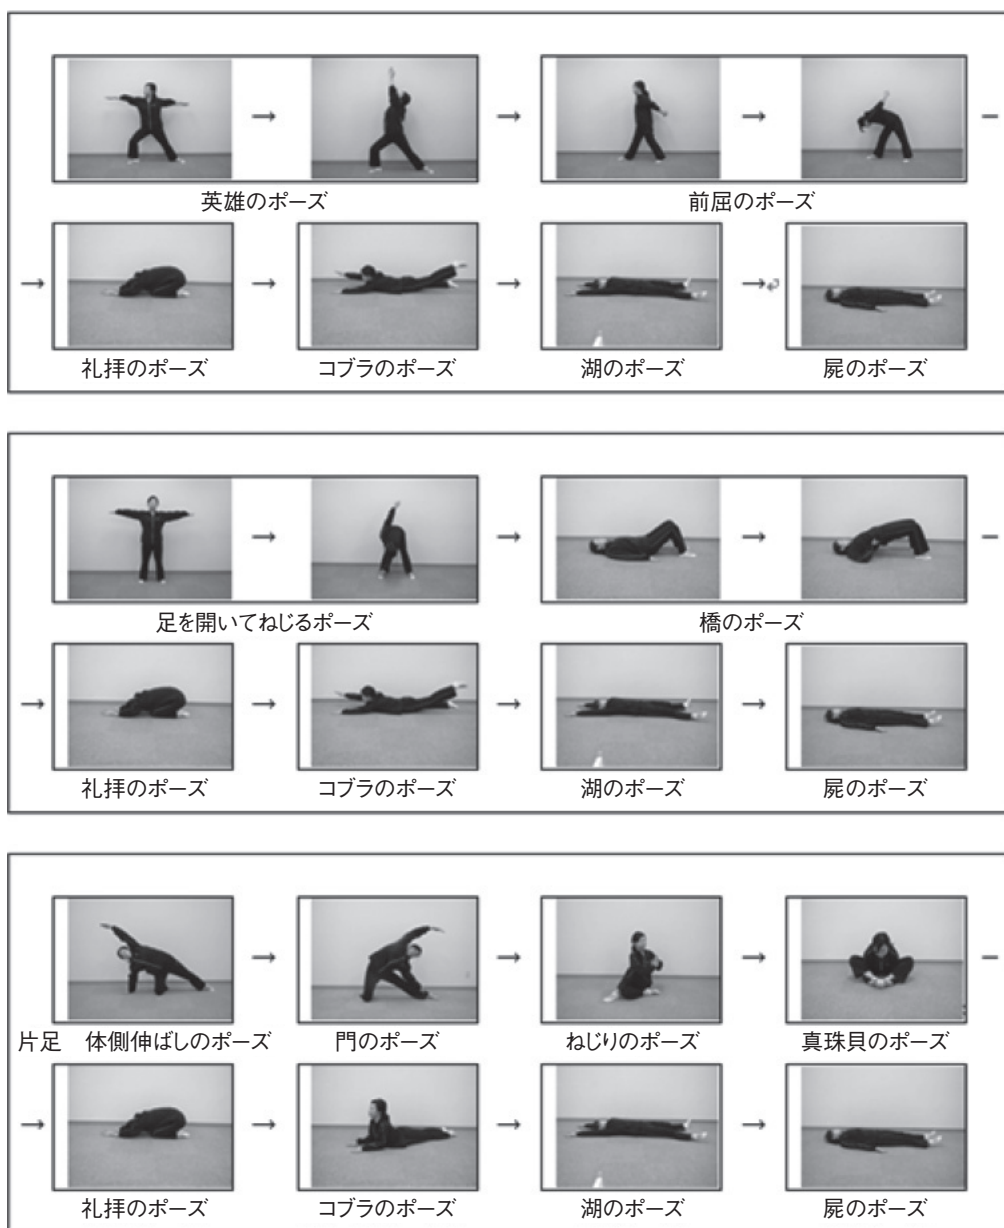 英雄のポーズ 前屈のポーズ
礼拝のポーズ コブラのポーズ 湖のポーズ 屍のポーズ
足を開いてねじるポーズ 橋のポーズ
礼拝のポーズ コブラのポーズ 湖のポーズ 屍のポーズ
片足　体側伸ばしのポーズ 門のポーズ ねじりのポーズ 真珠貝のポーズ
礼拝のポーズ コブラのポーズ 湖のポーズ 屍のポーズ